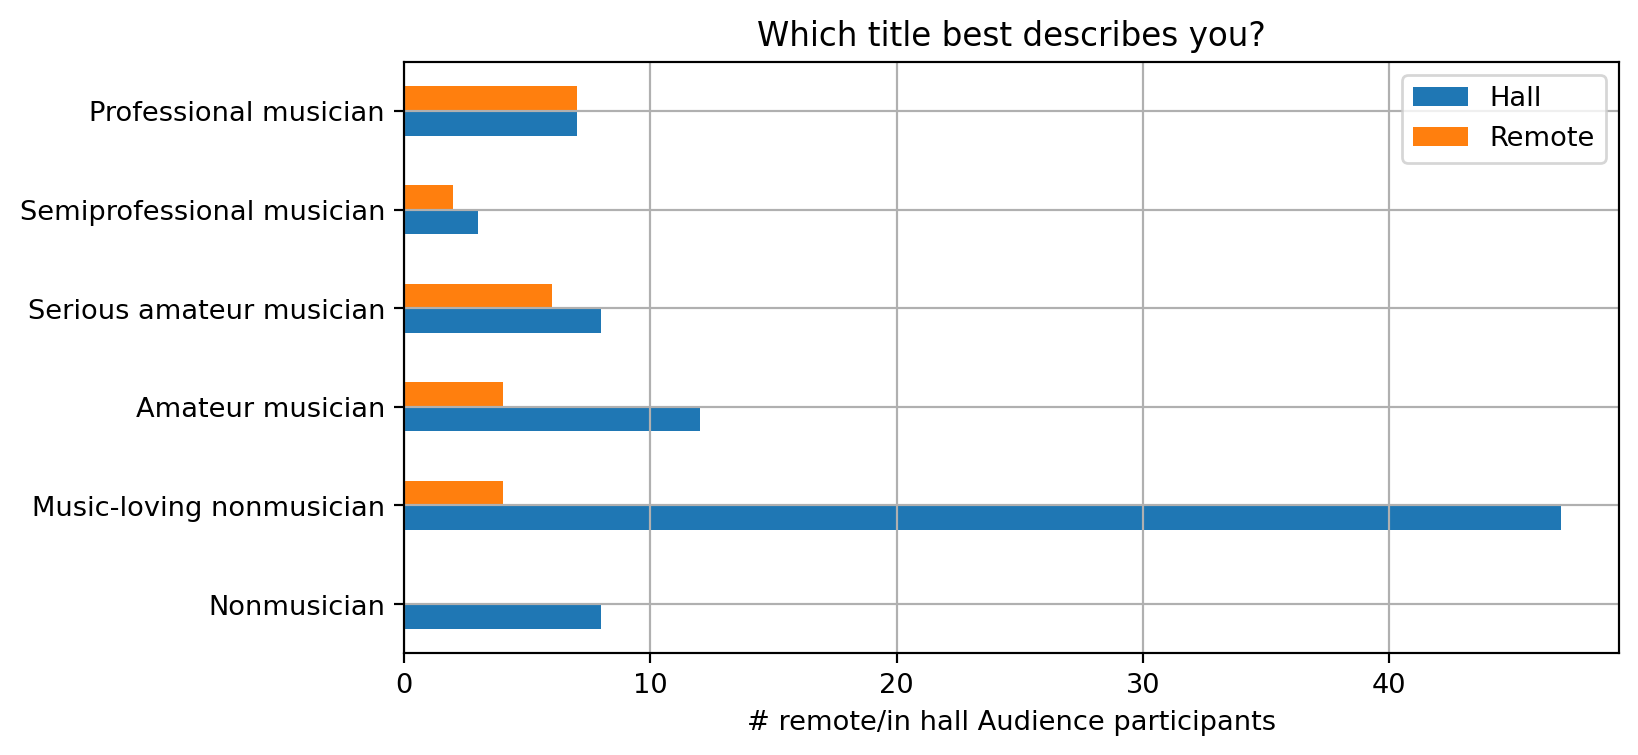 Which title best describes you?
Hall
Remote
Professional musician
Semiprofessional musician
Serious amateur musician
Amateur musician
Music-loving nonmusician
Nonmusician
0 10 20 30 40
# remote/in hall Audience participants